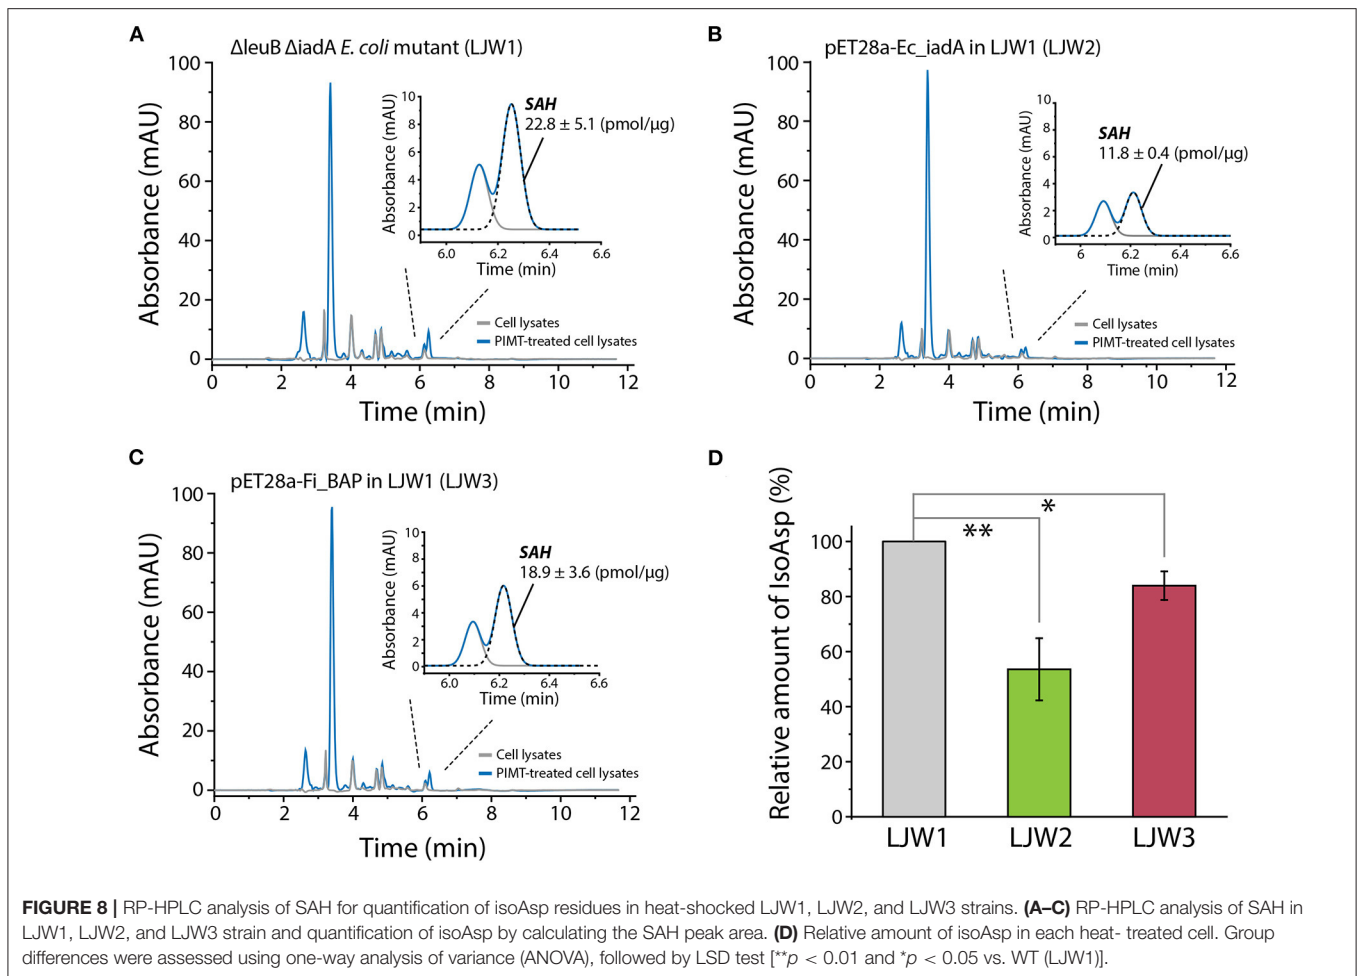 A
ΔleuB ΔiadA E. coli mutant (LJW1)
Absorbance (mAU)
100
80
60
40
20
0
0 2 4 6 8 10 12
Time (min)
Absorbance (mAU)
10
8
6
4
2
0
6.0 6.2 6.4 6.6
Time (min)
SAH
22.8 ± 5.1 (pmol/µg)
Cell lysates
PIMT-treated cell lysates
B
pET28a-Ec_iadA in LJW1 (LJW2)
Absorbance (mAU)
100
80
60
40
20
0
0 2 4 6 8 10 12
Time (min)
Absorbance (mAU)
10
8
6
4
2
0
6 6.2 6.4 6.6
Time (min)
SAH
11.8 ± 0.4 (pmol/µg)
Cell lysates
PIMT-treated cell lysates
C
pET28a-Fi_BAP in LJW1 (LJW3)
Absorbance (mAU)
100
80
60
40
20
0
0 2 4 6 8 10 12
Time (min)
Absorbance (mAU)
10
8
6
4
2
0
6.0 6.2 6.4 6.6
Time (min)
SAH
18.9 ± 3.6 (pmol/µg)
Cell lysates
PIMT-treated cell lysates
D
Relative amount of IsoAsp (%)
100
80
60
40
20
0
*
**
LJW1 LJW2 LJW3
FIGURE 8 | RP-HPLC analysis of SAH for quantification of isoAsp residues in heat-shocked LJW1, LJW2, and LJW3 strains. (A–C) RP-HPLC analysis of SAH in
LJW1, LJW2, and LJW3 strain and quantification of isoAsp by calculating the SAH peak area. (D) Relative amount of isoAsp in each heat- treated cell. Group
differences were assessed using one-way analysis of variance (ANOVA), followed by LSD test [**p < 0.01 and *p < 0.05 vs. WT (LJW1)].